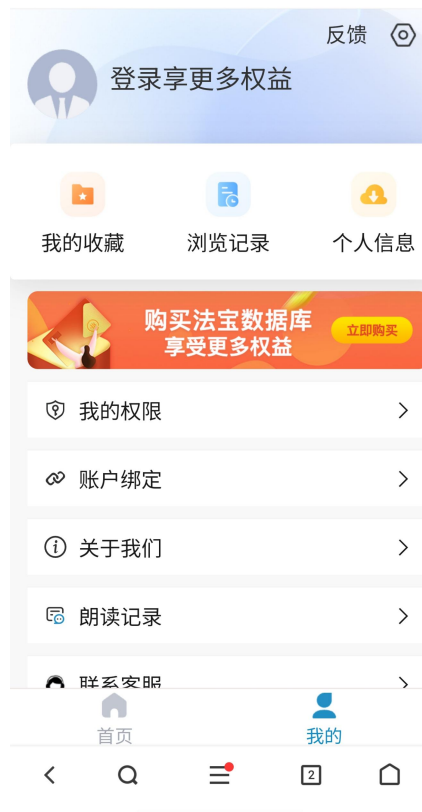 反馈
登录享更多权益
我的收藏
浏览记录
个人信息
购买法宝数据库
享受更多权益
立即购买
我的权限
账户绑定
关于我们
朗读记录
联系客服
首页
我的
2